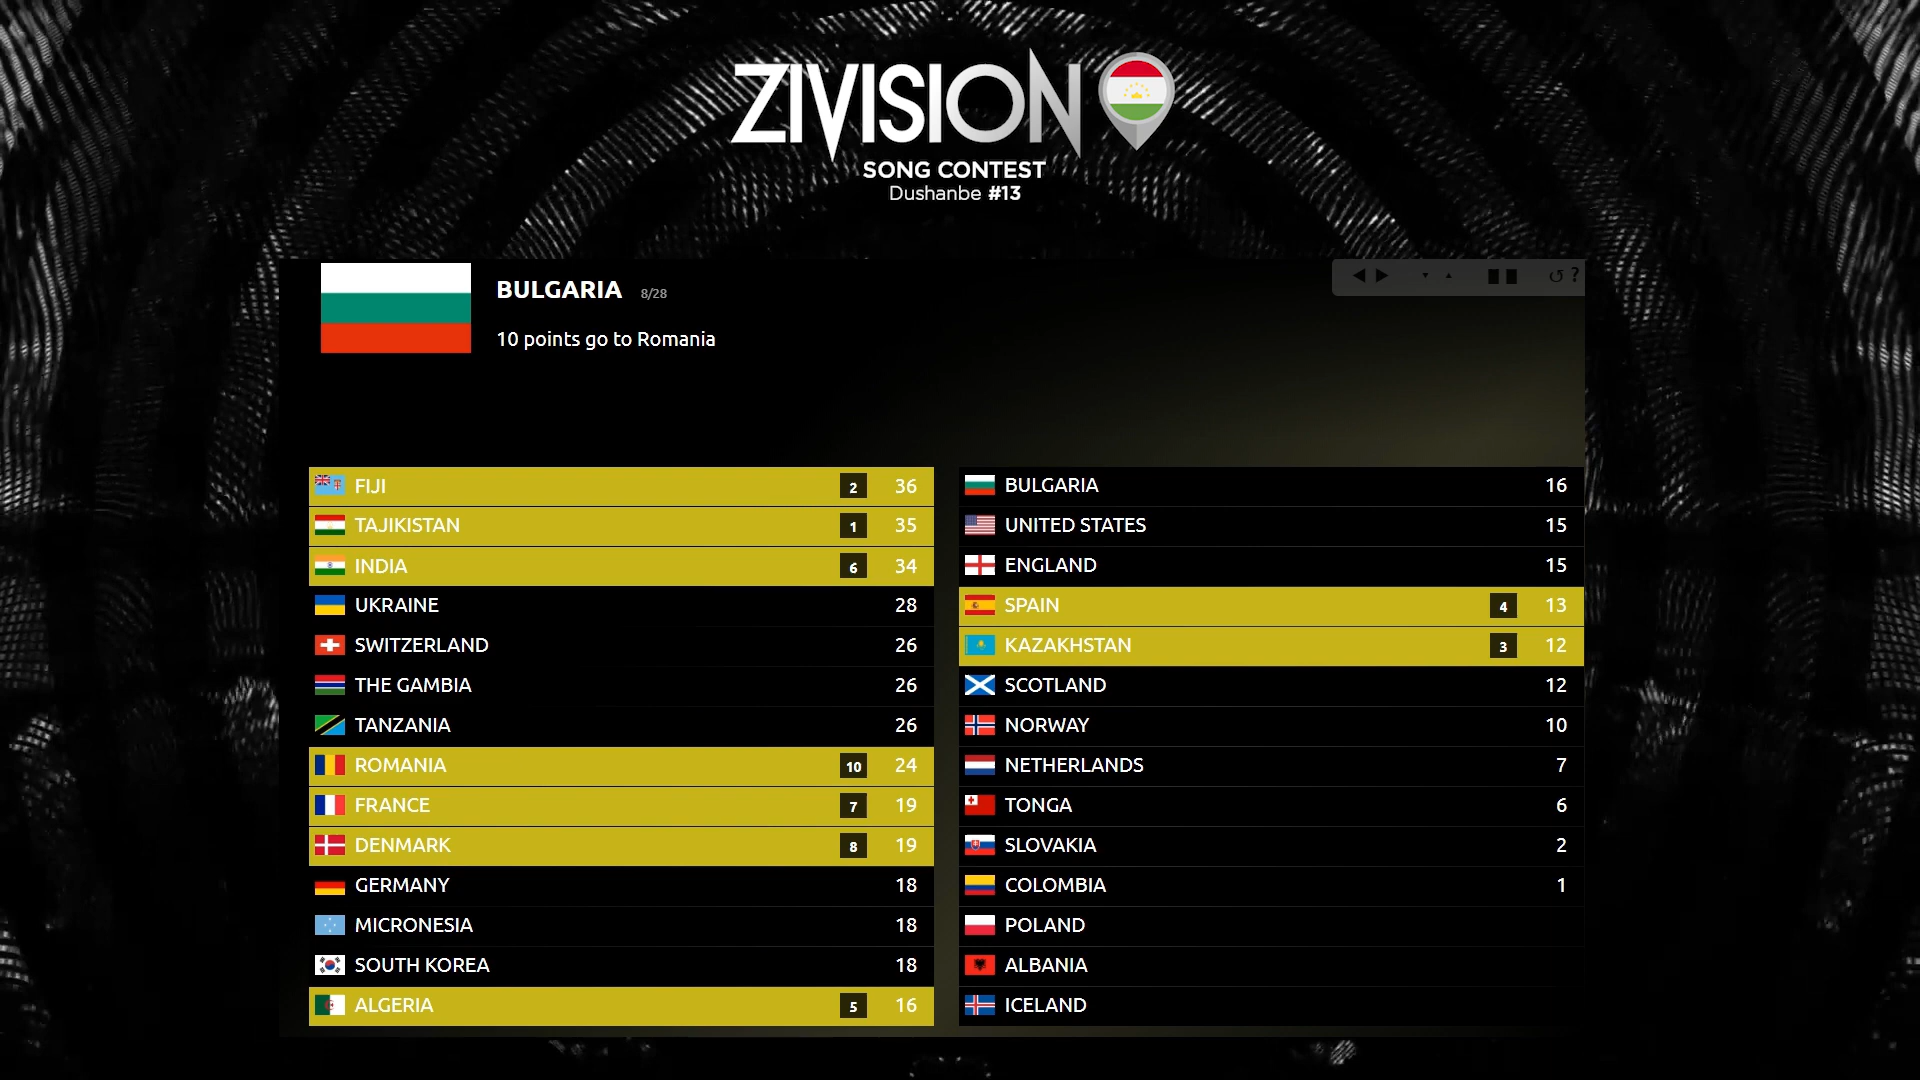 ZIVISION
SONG CONTEST
Dushanbe #13
BULGARIA 8/28
10 points go to Romania
?
FIJI 2 36
TAJIKISTAN 1 35
INDIA 6 34
UKRAINE 28
SWITZERLAND 26
THE GAMBIA 26
TANZANIA 26
ROMANIA 10 24
FRANCE 7 19
DENMARK 8 19
GERMANY 18
MICRONESIA 18
SOUTH KOREA 18
ALGERIA 5 16
BULGARIA 16
UNITED STATES 15
ENGLAND 15
SPAIN 4 13
KAZAKHSTAN 3 12
SCOTLAND 12
NORWAY 10
NETHERLANDS 7
TONGA 6
SLOVAKIA 2
COLOMBIA 1
POLAND
ALBANIA
ICELAND